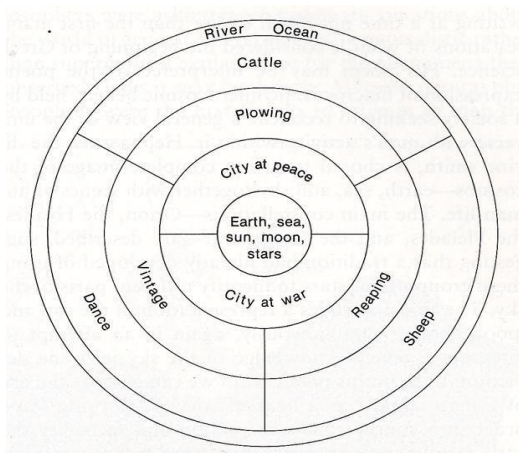 River Ocean
Cattle
Plowing
City at peace
Earth, sea,
sun, moon,
stars
City at war
Vintage
Reaping
Dance
Sheep